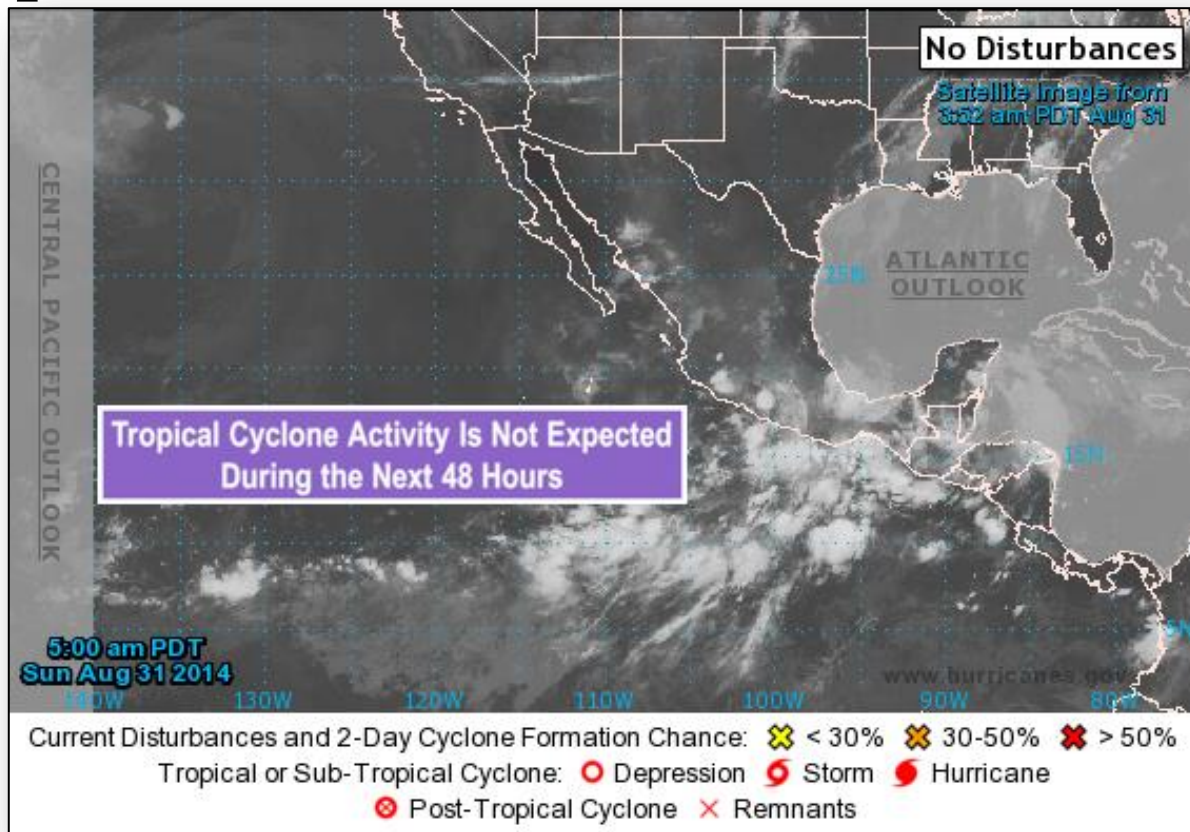 No Disturbances
Satellite Image from
3:52 am PDT Aug 31
CENTRAL PACIFIC OUTLOOK
ATLANTIC
OUTLOOK
25N
Tropical Cyclone Activity Is Not Expected
During the Next 48 Hours
15N
5N
5:00 am PDT
Sun Aug 31 2014
www.hurricanes.gov
140W 130W 120W 110W 100W 90W 80W
Current Disturbances and 2-Day Cyclone Formation Chance: < 30% 30-50% > 50%
Tropical or Sub-Tropical Cyclone: Depression Storm Hurricane
Post-Tropical Cyclone Remnants